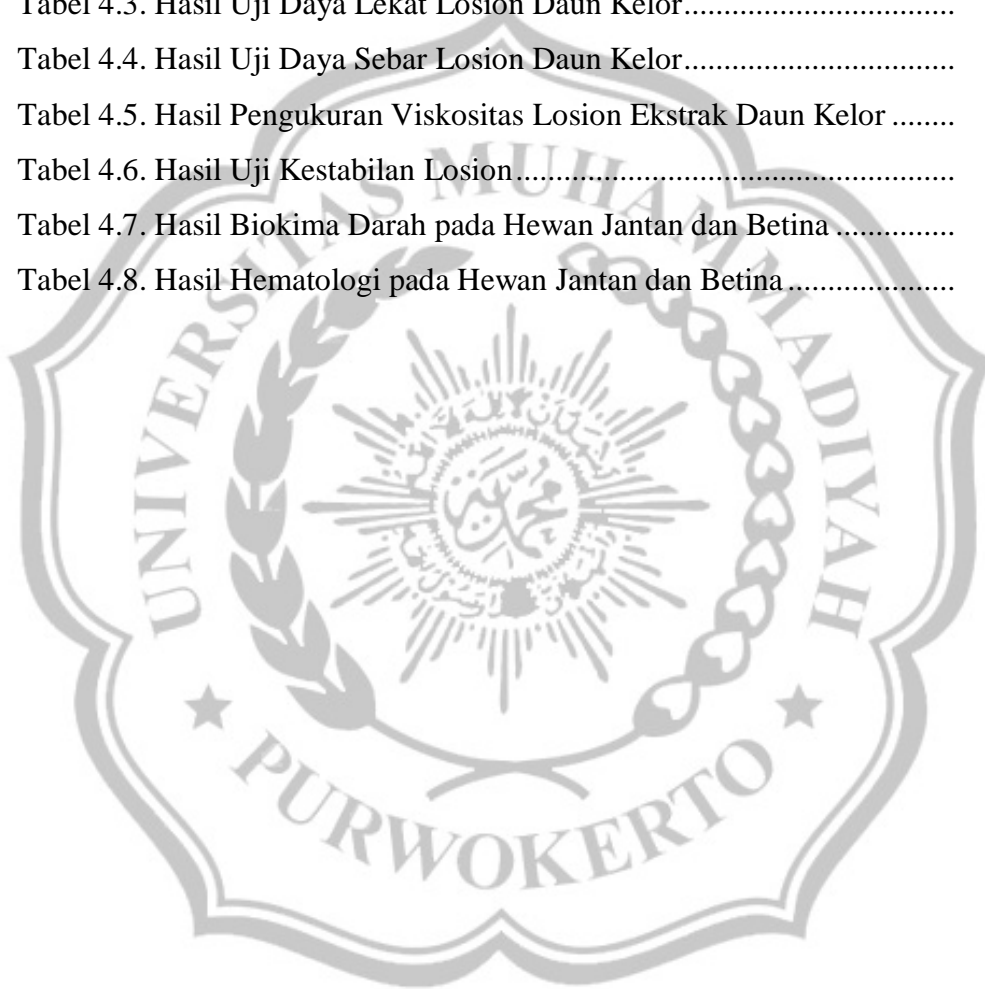 Tabel 4.3. Hasil Uji Daya Lekat Losion Daun Kelor.................................
Tabel 4.4. Hasil Uji Daya Sebar Losion Daun Kelor.................................
Tabel 4.5. Hasil Pengukuran Viskositas Losion Ekstrak Daun Kelor ........
Tabel 4.6. Hasil Uji Kestabilan Losion.....................................................
Tabel 4.7. Hasil Biokima Darah pada Hewan Jantan dan Betina ..............
Tabel 4.8. Hasil Hematologi pada Hewan Jantan dan Betina....................
UNIVERSITAS MUHAMMADIYAH
PURWOKERTO